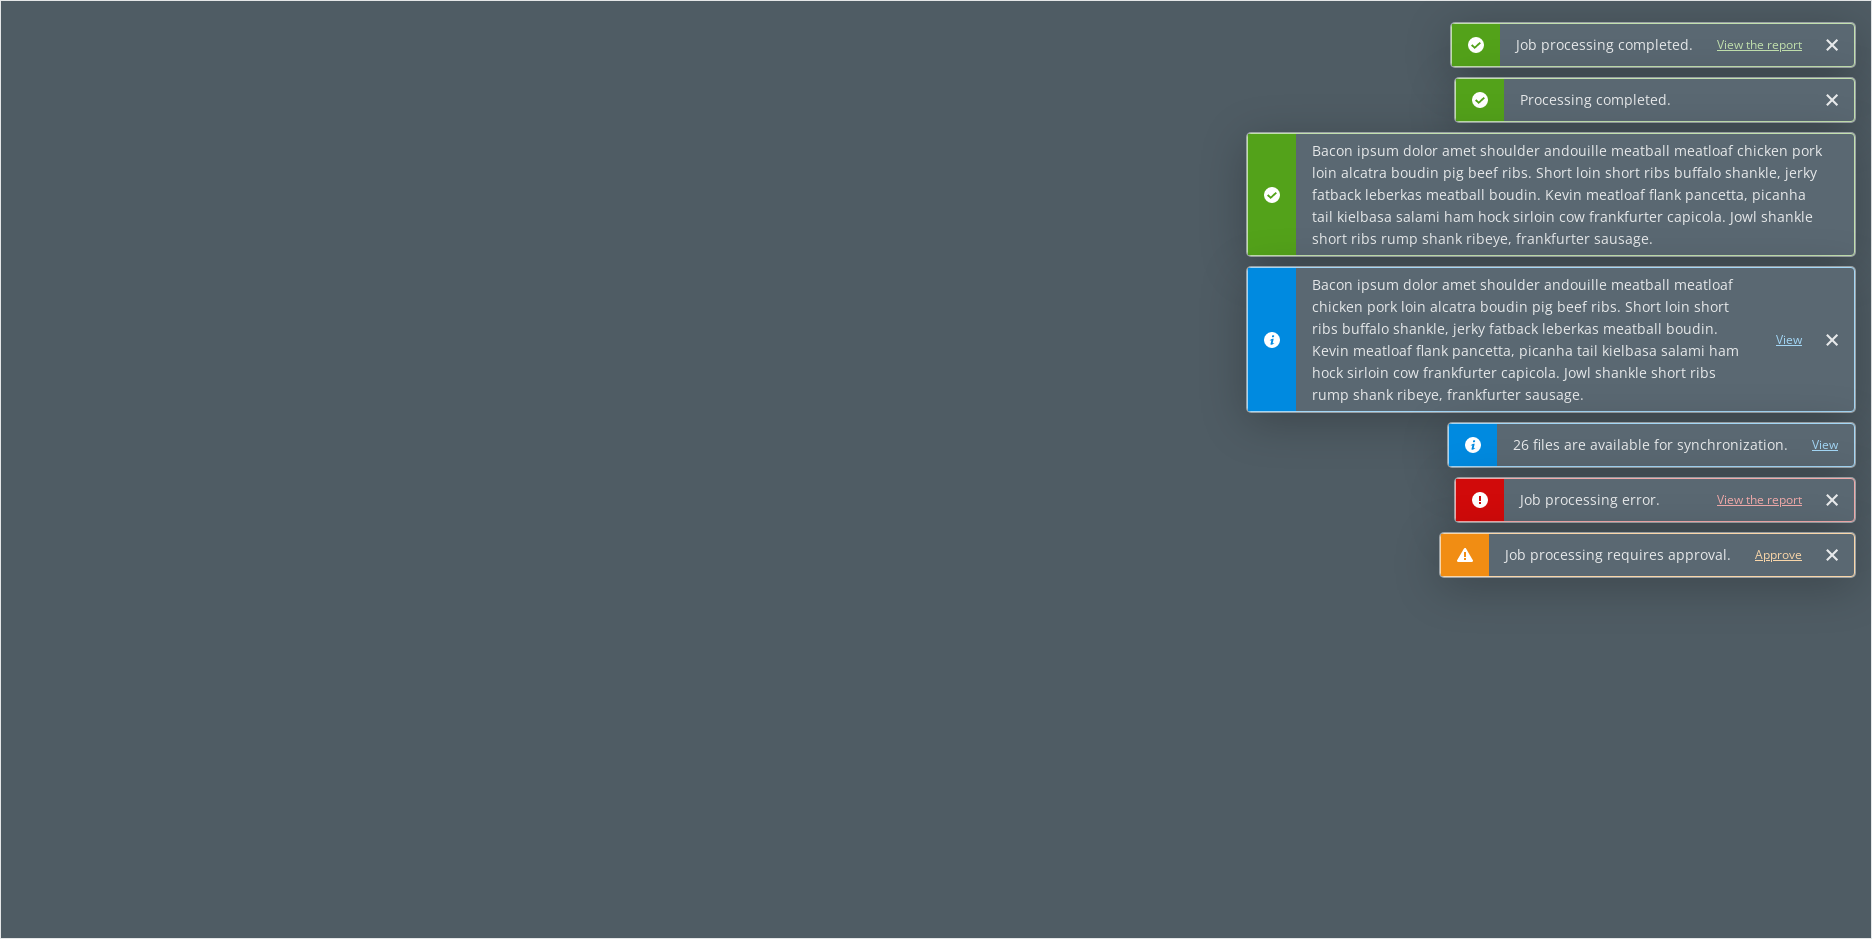 Job processing completed. View the report
Processing completed.
Bacon ipsum dolor amet shoulder andouille meatball meatloaf chicken pork
loin alcatra boudin pig beef ribs. Short loin short ribs buffalo shankle, jerky
fatback leberkas meatball boudin. Kevin meatloaf flank pancetta, picanha
tail kielbasa salami ham hock sirloin cow frankfurter capicola. Jowl shankle
short ribs rump shank ribeye, frankfurter sausage.
Bacon ipsum dolor amet shoulder andouille meatball meatloaf
chicken pork loin alcatra boudin pig beef ribs. Short loin short
ribs buffalo shankle, jerky fatback leberkas meatball boudin.
Kevin meatloaf flank pancetta, picanha tail kielbasa salami ham
hock sirloin cow frankfurter capicola. Jowl shankle short ribs
rump shank ribeye, frankfurter sausage.
View
26 files are available for synchronization. View
Job processing error. View the report
Job processing requires approval. Approve